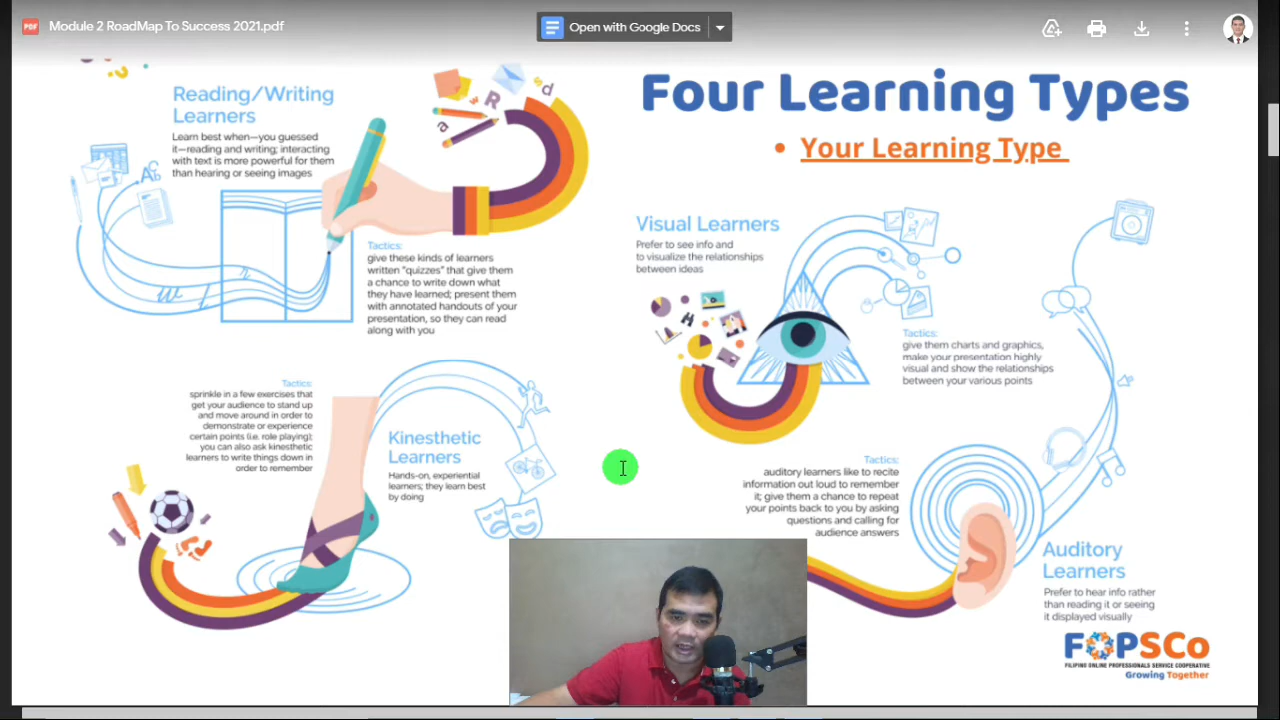 Module 2 RoadMap To Success 2021.pdf
Open with Google Docs
Reading/Writing
Learners
Learn best when—you guessed
it—reading and writing; interacting
with text is more powerful for them
than hearing or seeing images
Tactics:
give these kinds of learners
written "quizzes" that give them
a chance to write down what
they have learned; present them
with annotated handouts of your
presentation, so they can read
along with you
Four Learning Types
• Your Learning Type
Visual Learners
Prefer to see info and
to visualize the relationships
between ideas
Tactics:
give them charts and graphics,
make your presentation highly
visual and show the relationships
between your various points
Tactics:
sprinkle in a few exercises that
get your audience to stand up
and move around in order to
demonstrate or experience
certain points (i.e. role playing);
you can also ask kinesthetic
learners to write things down in
order to remember
Kinesthetic
Learners
Hands-on, experiential
learners; they learn best
by doing
Tactics:
auditory learners like to recite
information out loud to remember
it; give them a chance to repeat
your points back to you by asking
questions and calling for
audience answers
Auditory
Learners
Prefer to hear info rather
than reading it or seeing
it displayed visually
FOPSCo
FILIPINO ONLINE PROFESSIONALS SERVICE COOPERATIVE
Growing Together